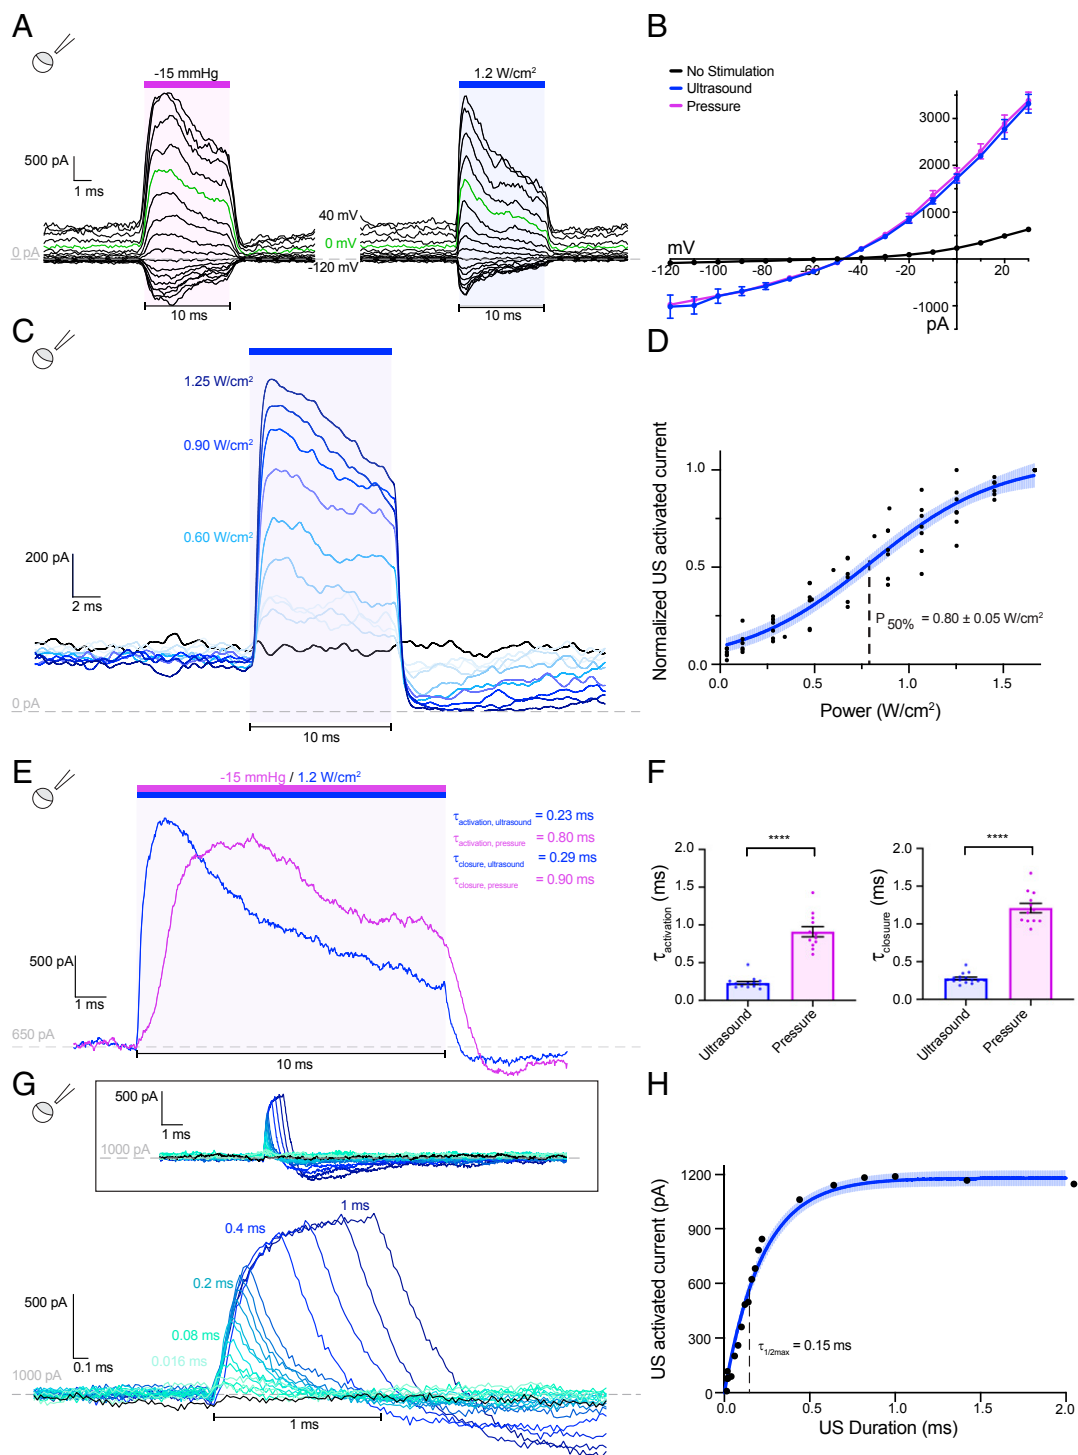 A
-15 mmHg
1.2 W/cm²
500 pA
1 ms
0 pA
40 mV
0 mV
-120 mV
10 ms
10 ms
B
No Stimulation
Ultrasound
Pressure
3000
2000
1000
-1000
mV
-120 -100 -80 -60 -40 -20
pA
C
1.25 W/cm²
0.90 W/cm²
0.60 W/cm²
200 pA
2 ms
0 pA
10 ms
D
Normalized US activated current
1.0
0.5
0.0
P 50% = 0.80 ± 0.05 W/cm²
0.0 0.5 1.0 1.5
Power (W/cm²)
E
-15 mmHg / 1.2 W/cm²
τactivation, ultrasound = 0.23 ms
τactivation, pressure = 0.80 ms
τclosure, ultrasound = 0.29 ms
τclosure, pressure = 0.90 ms
500 pA
1 ms
650 pA
10 ms
F
****
τactivation (ms)
2.0
1.5
1.0
0.5
0.0
Ultrasound
Pressure
****
τclosuure (ms)
2.0
1.5
1.0
0.5
0.0
Ultrasound
Pressure
G
500 pA
1 ms
1000 pA
1 ms
0.4 ms
0.2 ms
0.08 ms
0.016 ms
500 pA
0.1 ms
1000 pA
1 ms
H
US activated current (pA)
1200
900
600
300
0
τ1/2max = 0.15 ms
0.0 0.5 1.0 1.5 2.0
US Duration (ms)